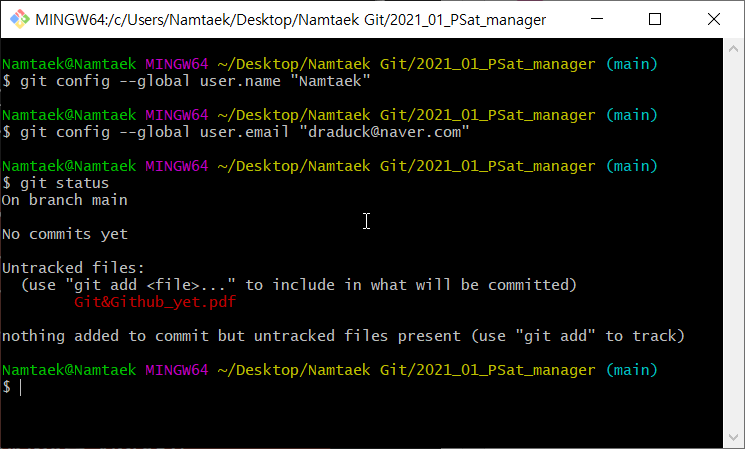 MINGW64:/c/Users/Namtaek/Desktop/Namtaek Git/2021_01_PSat_manager
Namtaek@Namtaek MINGW64 ~/Desktop/Namtaek Git/2021_01_PSat_manager (main)
$ git config --global user.name "Namtaek"
Namtaek@Namtaek MINGW64 ~/Desktop/Namtaek Git/2021_01_PSat_manager (main)
$ git config --global user.email "draduck@naver.com"
Namtaek@Namtaek MINGW64 ~/Desktop/Namtaek Git/2021_01_PSat_manager (main)
$ git status
On branch main
No commits yet
Untracked files:
  (use "git add <file>..." to include in what will be committed)
        Git&Github_yet.pdf
nothing added to commit but untracked files present (use "git add" to track)
Namtaek@Namtaek MINGW64 ~/Desktop/Namtaek Git/2021_01_PSat_manager (main)
$